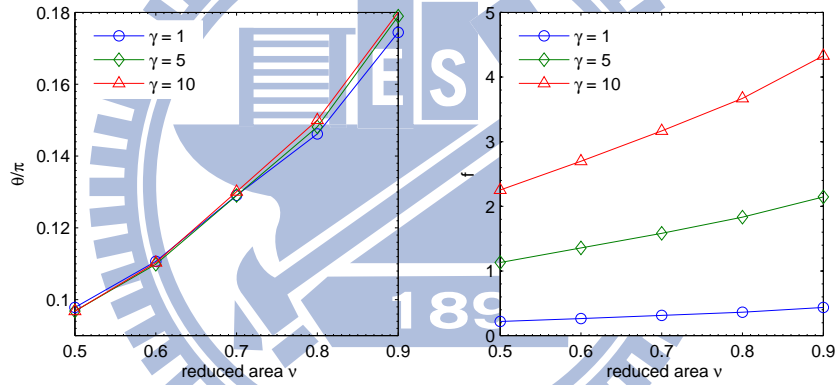 0.18
0.16
0.14
0.12
0.1
θ/π
γ = 1
γ = 5
γ = 10
0.5 0.6 0.7 0.8 0.9
reduced area ν
5
4
3
2
1
0
f
γ = 1
γ = 5
γ = 10
0.5 0.6 0.7 0.8 0.9
reduced area ν
ES
189